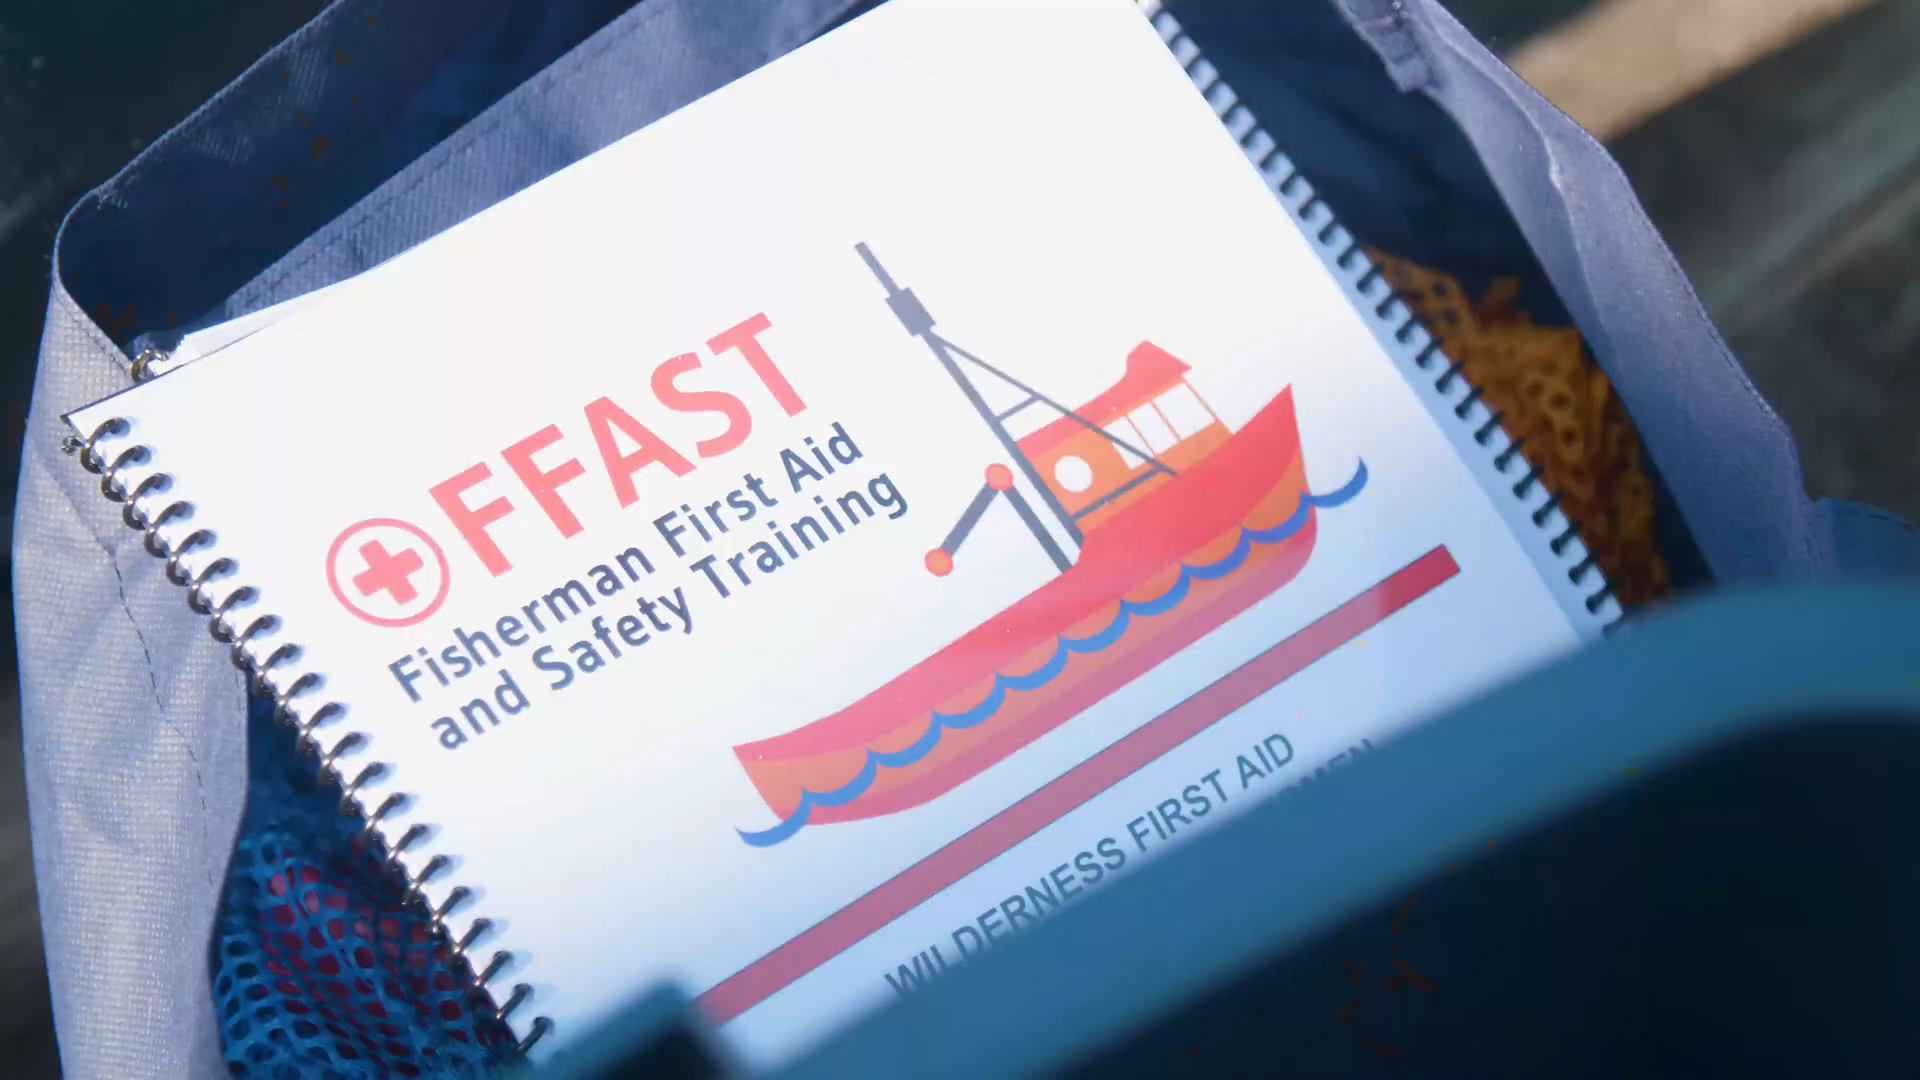 FFAST
Fisherman First Aid
and Safety Training
WILDERNESS FIRST AID